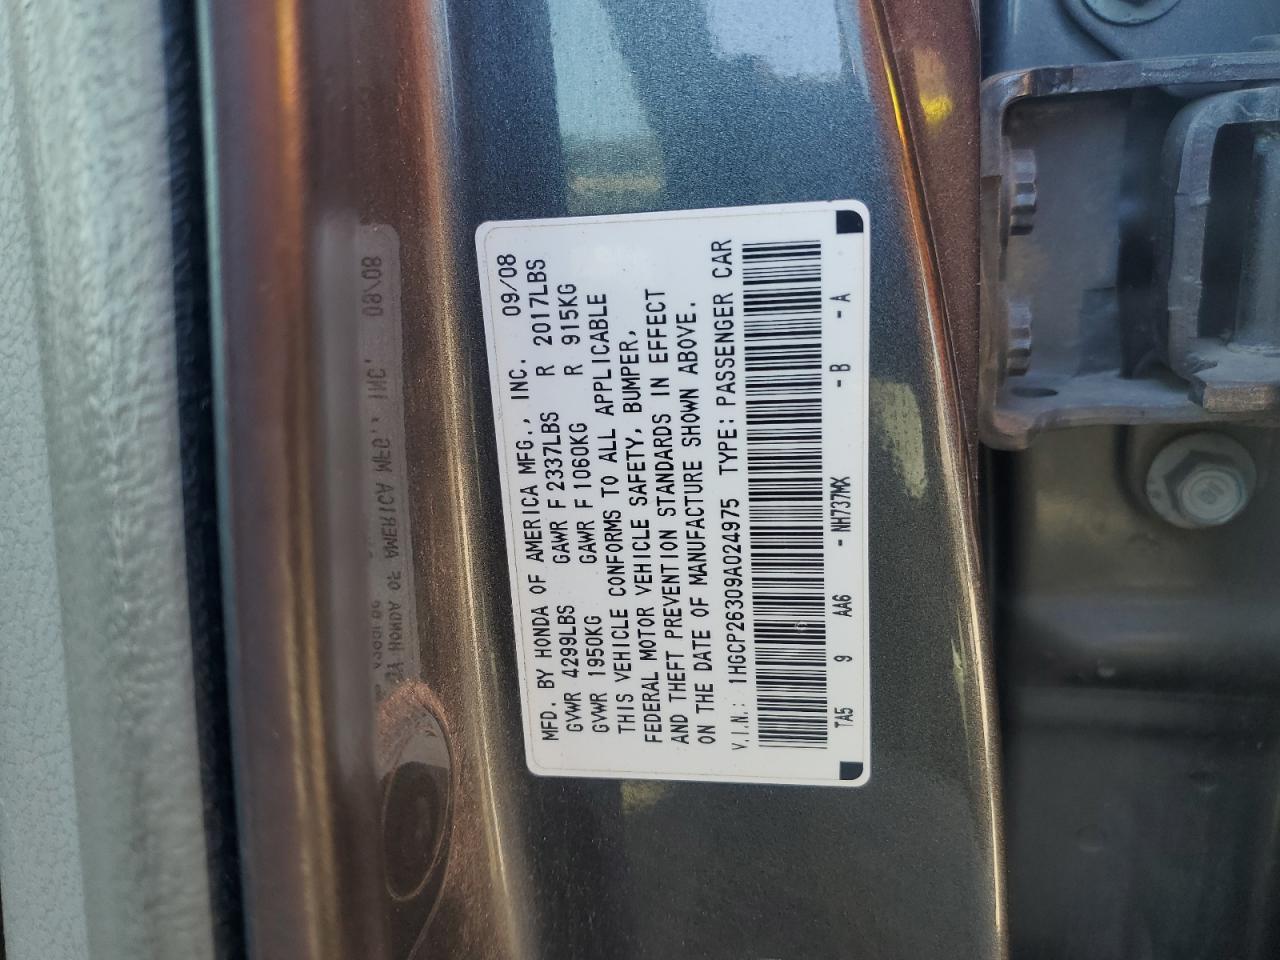 MFD. BY HONDA OF AMERICA MFG., INC. 09/08
GVWR 4299LBS GAWR F 2337LBS R 2017LBS
GVWR 1950KG GAWR F 1060KG R 915KG
THIS VEHICLE CONFORMS TO ALL APPLICABLE
FEDERAL MOTOR VEHICLE SAFETY, BUMPER,
AND THEFT PREVENTION STANDARDS IN EFFECT
ON THE DATE OF MANUFACTURE SHOWN ABOVE.
V.I.N.: 1HGCP26309A024975 TYPE: PASSENGER CAR
TA5 9 AA6 - NH737MX - B - A